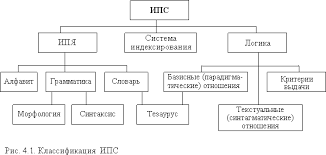 ИПС
ИПЯ
Система
индексирования
Логика
Алфавит
Грамматика
Словарь
Базисные (парадигма-
тические) отношения
Критерии
выдачи
Морфология
Синтаксис
Тезаурус
Текстуальные
(синтагматические)
отношения
Рис. 4.1. Классификация ИПС.